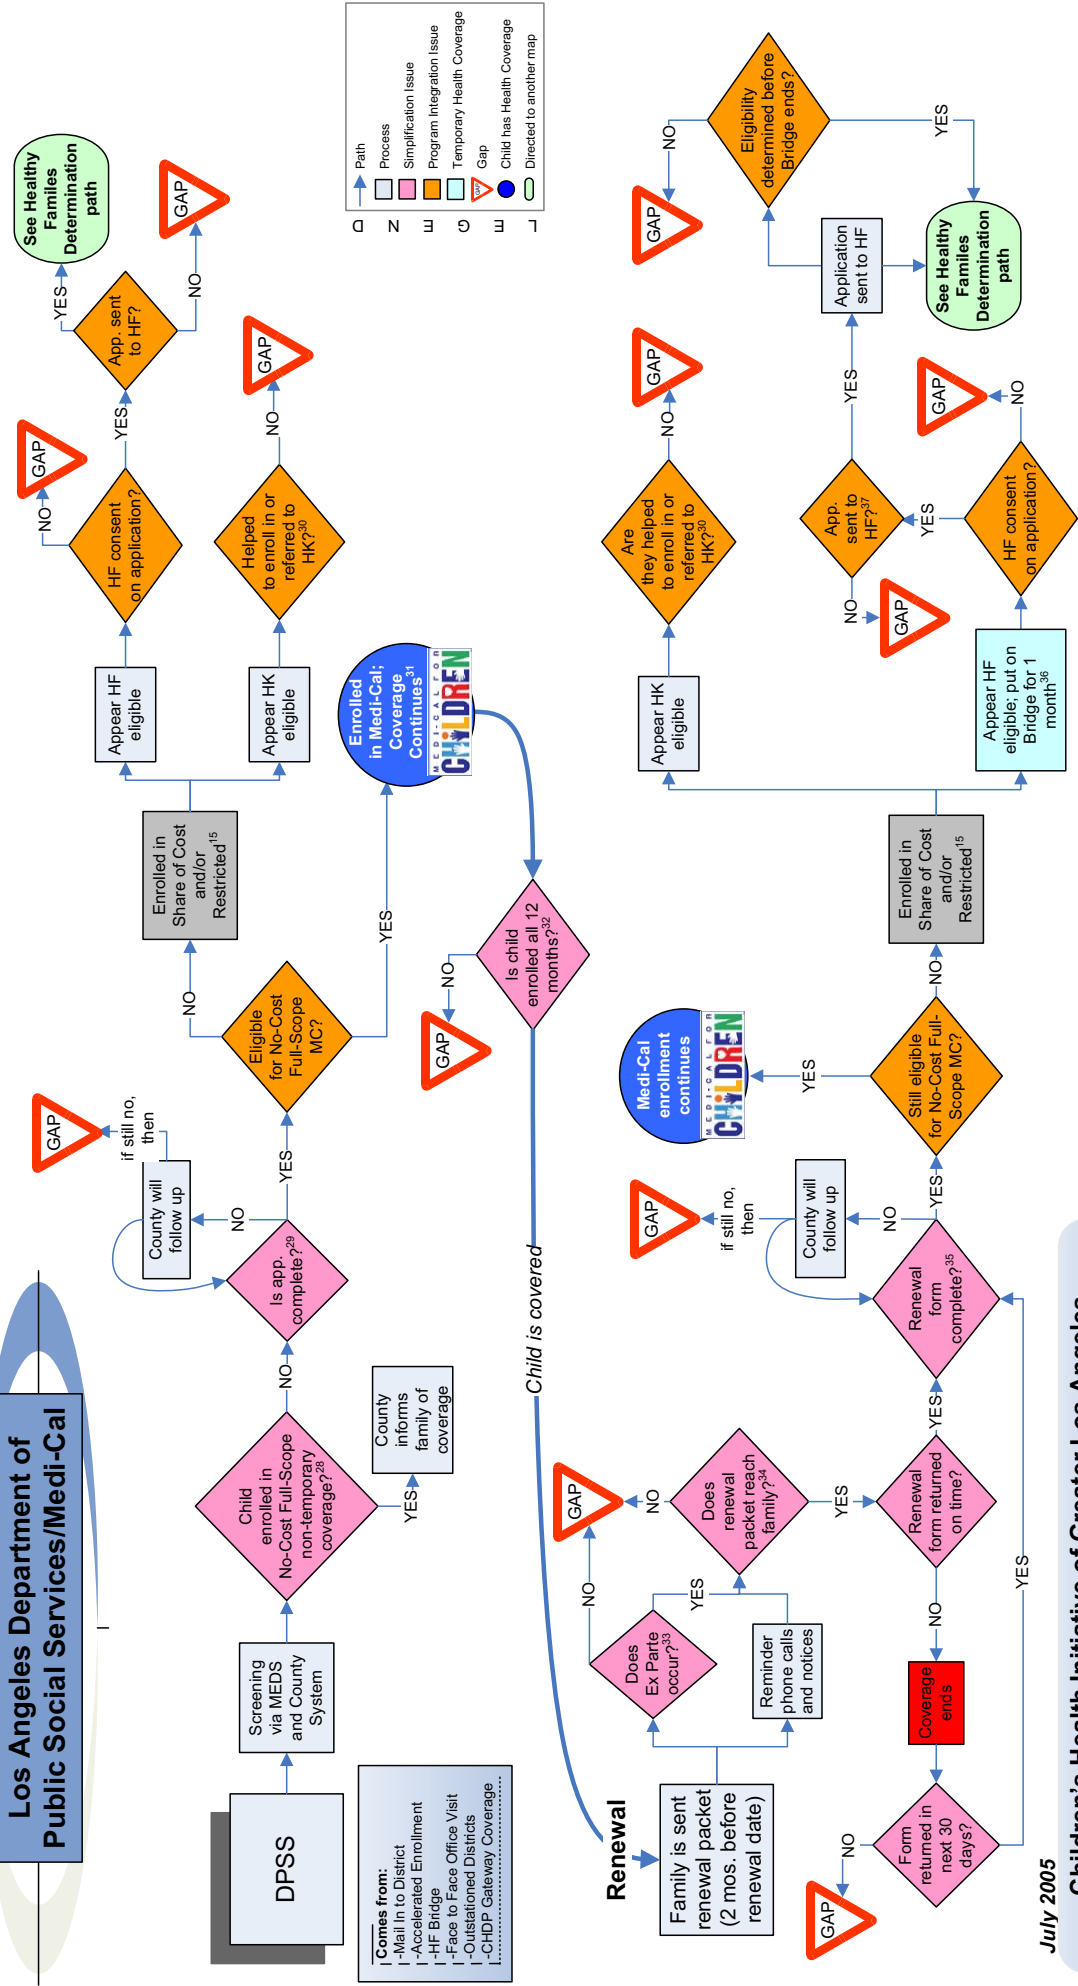 Los Angeles Department of
Public Social Services/Medi-Cal
DPSS
Comes from:
-Mail In to District
-Accelerated Enrollment
-HF Bridge
-Face to Face Office Visit
-Outstationed Districts
-CHDP Gateway Coverage
Screening
via MEDS
and County
System
Child
enrolled in
No-Cost Full-Scope
non-temporary
coverage?28
YES
County
informs
family of
coverage
NO
Is app.
complete?29
NO
County will
follow up
if still no,
then
GAP
YES
Eligible
for No-Cost
Full-Scope
MC?
NO
Enrolled in
Share of Cost
and/or
Restricted15
YES
Appear HF
eligible
HF consent
on application?
NO
GAP
YES
App. sent
to HF?
YES
See Healthy
Familes
Determination
path
NO
GAP
Appear HK
eligible
Helped
to enroll in or
referred to
HK?30
NO
GAP
Enrolled
in Medi-Cal;
Coverage
Continues31
MEDI-CAL FOR
CHILDREN
LEGEND
Path
Process
Simplification Issue
Program Integration Issue
Temporary Health Coverage
GAP
Gap
Child has Health Coverage
Directed to another map
Is child
enrolled all 12
months?32
NO
GAP
Child is covered
Renewal
Family is sent
renewal packet
(2 mos. before
renewal date)
Does
Ex Parte
occur?33
NO
GAP
YES
Reminder
phone calls
and notices
Does
renewal
packet reach
family?34
NO
YES
Renewal
form returned
on time?
NO
Coverage
ends
Form
returned in
next 30
days?
NO
GAP
YES
YES
Renewal
form
complete?35
NO
County will
follow up
if still no,
then
GAP
YES
Still eligible
for No-Cost Full-
Scope MC?
YES
Medi-Cal
enrollment
continues
MEDI-CAL FOR
CHILDREN
NO
Enrolled in
Share of Cost
and/or
Restricted15
Appear HK
eligible
Are
they helped
to enroll in or
referred to
HK?30
NO
GAP
Appear HF
eligible; put on
Bridge for 1
month36
HF consent
on application?
NO
GAP
YES
App.
sent to
HF?37
NO
GAP
YES
Application
sent to HF
Eligibility
determined before
Bridge ends?
NO
GAP
YES
See Healthy
Familes
Determination
path
July 2005
Children's Health Initiative of Greater Los Angeles